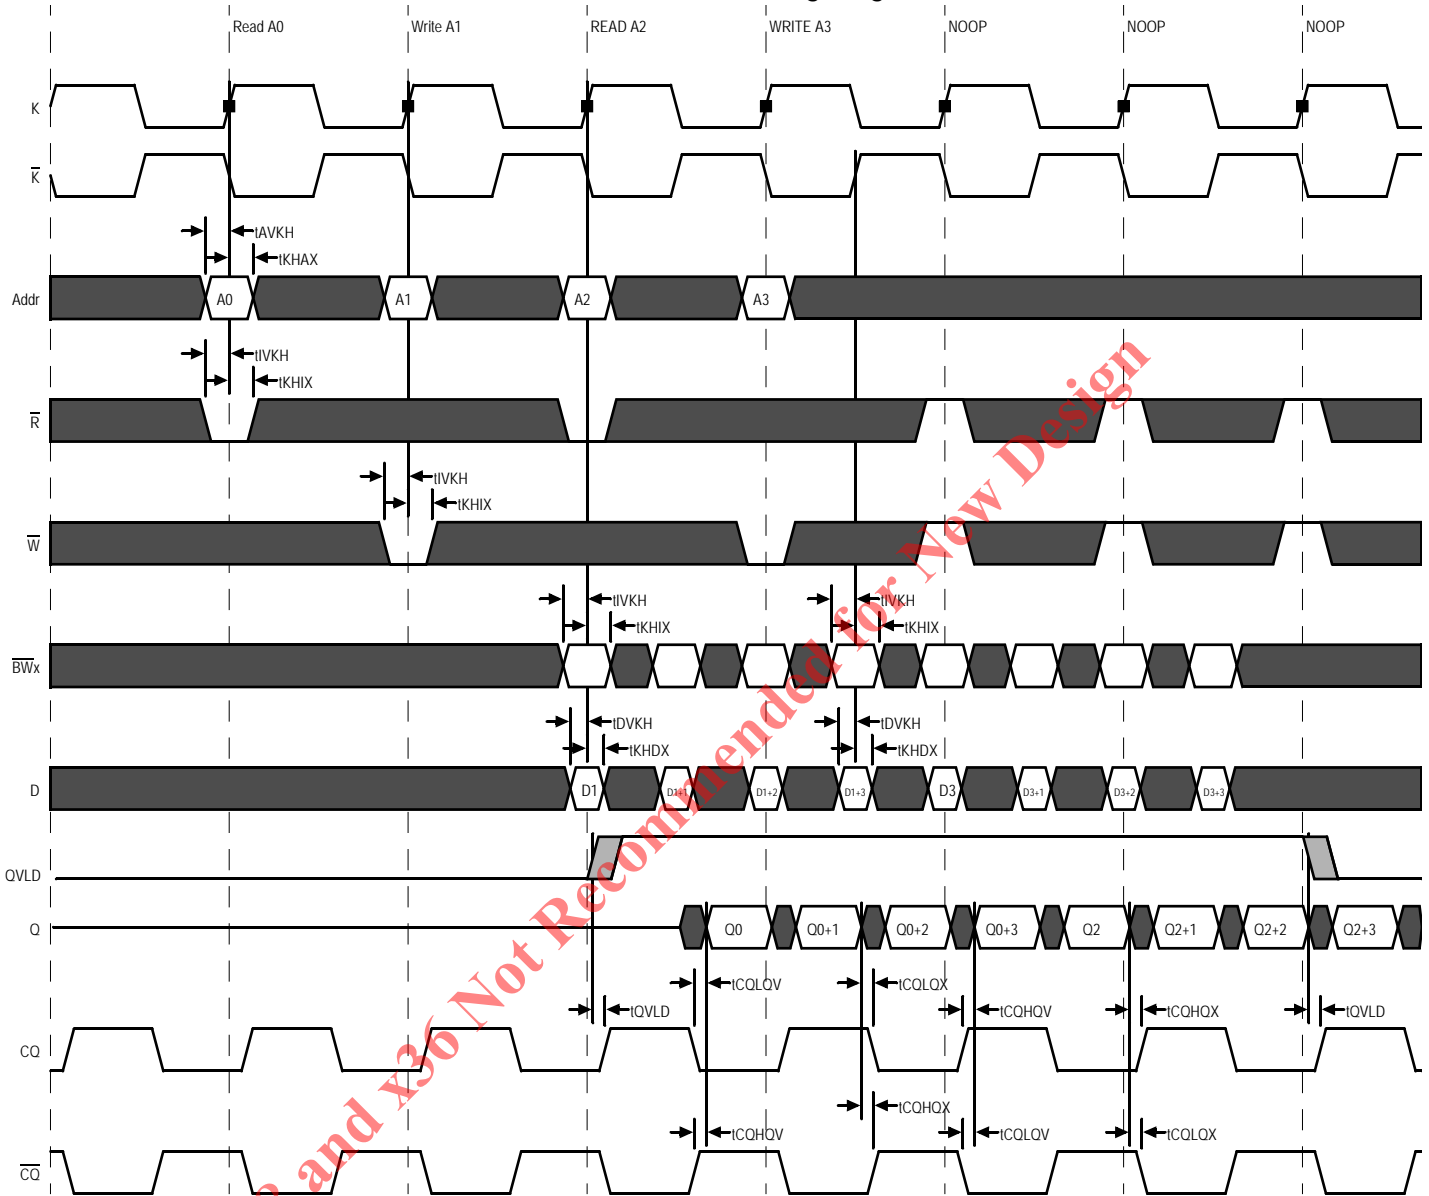 Read A0 Write A1 READ A2 WRITE A3 NOOP NOOP NOOP
K
K
tAVKH
tKHAX
Addr A0 A1 A2 A3
tIVKH
tKHIX
R
tIVKH
tKHIX
W
tIVKH tIVKH
tKHIX tKHIX
BWx
tDVKH tDVKH
tKHDX tKHDX
D D1 D1+1 D1+2 D1+3 D3 D3+1 D3+2 D3+3
QVLD
Q Q0 Q0+1 Q0+2 Q0+3 Q2 Q2+1 Q2+2 Q2+3
tCQLQV tCQLQX
tQVLD tCQHQV tCQHQX tQVLD
CQ
tCQHQX
tCQHQV tCQLQV tCQLQX
CQ
and x36 Not Recommended for New Design